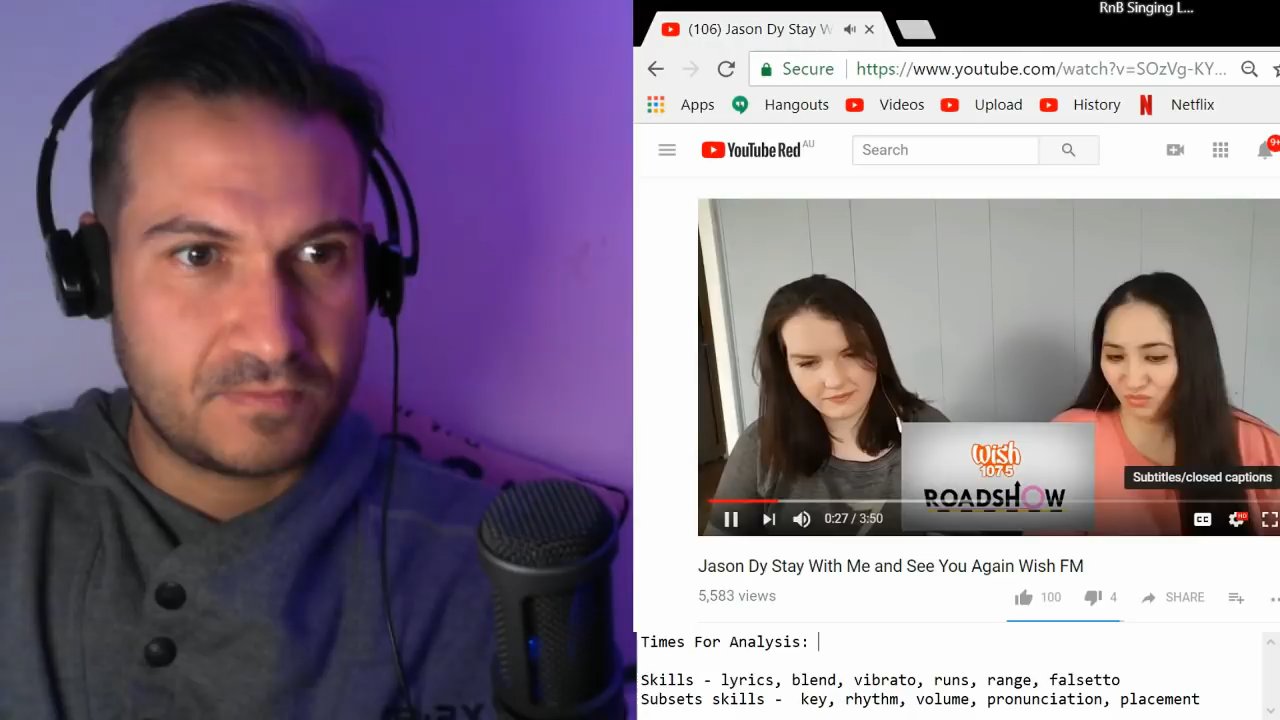 RnB Singing L...
(106) Jason Dy Stay W
Secure
https://www.youtube.com/watch?v=SOzVg-KY...
Apps
Hangouts
Videos
Upload
History
Netflix
YouTube Red AU
Search
9+
Wish
107.5
ROADSHOW
Subtitles/closed captions
0:27 / 3:50
CC
HD
Jason Dy Stay With Me and See You Again Wish FM
5,583 views
100
4
SHARE
Times For Analysis:
Skills - lyrics, blend, vibrato, runs, range, falsetto
Subsets skills - key, rhythm, volume, pronunciation, placement